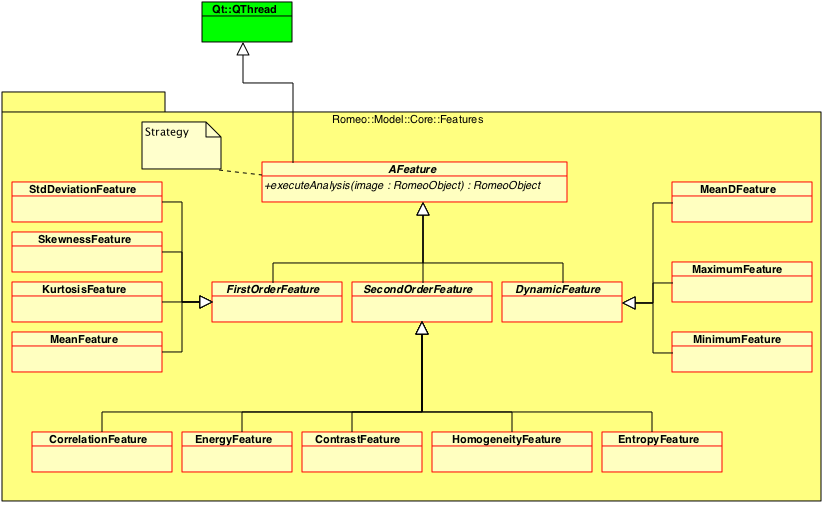 Qt::QThread
Romeo::Model::Core::Features
Strategy
AFeature
+executeAnalysis(image : RomeoObject) : RomeoObject
StdDeviationFeature
MeanDFeature
SkewnessFeature
MaximumFeature
KurtosisFeature
FirstOrderFeature
SecondOrderFeature
DynamicFeature
MeanFeature
MinimumFeature
CorrelationFeature
EnergyFeature
ContrastFeature
HomogeneityFeature
EntropyFeature